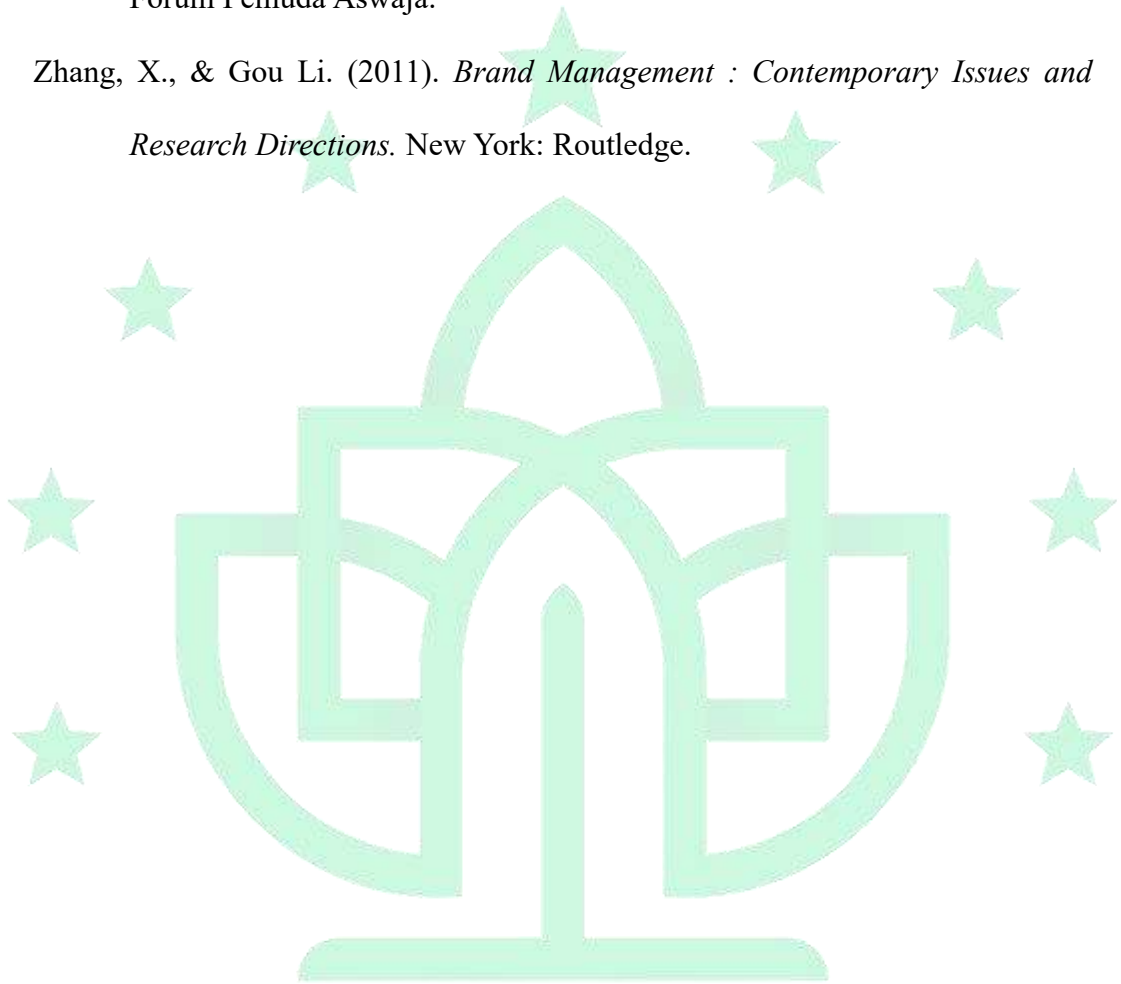 Forum Pemuda Aswaja.
Zhang, X., & Gou Li. (2011). Brand Management : Contemporary Issues and
Research Directions. New York: Routledge.